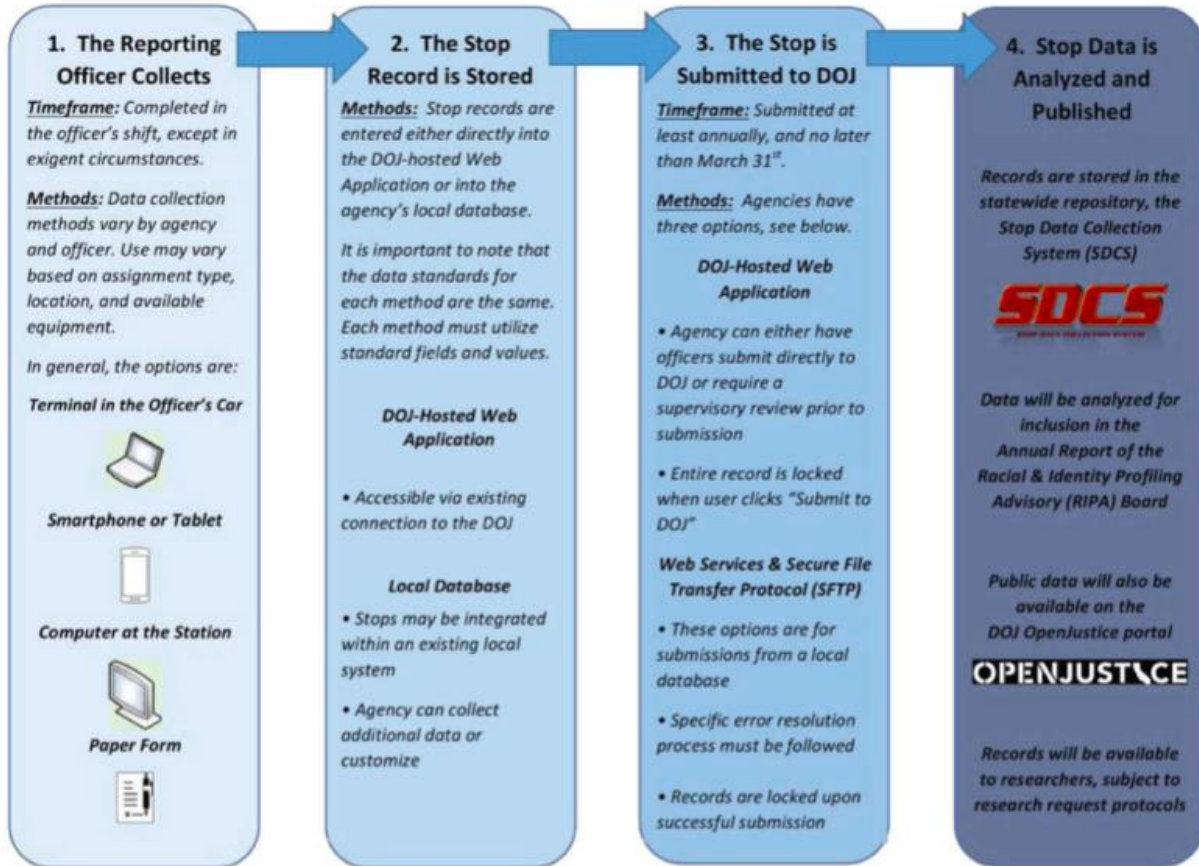 1. The Reporting
Officer Collects
Timeframe: Completed in
the officer's shift, except in
exigent circumstances.
Methods: Data collection
methods vary by agency
and officer. Use may vary
based on assignment type,
location, and available
equipment.
In general, the options are:
Terminal in the Officer's Car
Smartphone or Tablet
Computer at the Station
Paper Form
2. The Stop
Record is Stored
Methods: Stop records are
entered either directly into
the DOJ-hosted Web
Application or into the
agency's local database.
It is important to note that
the data standards for
each method are the same.
Each method must utilize
standard fields and values.
DOJ-Hosted Web
Application
• Accessible via existing
connection to the DOJ
Local Database
• Stops may be integrated
within an existing local
system
• Agency can collect
additional data or
customize
3. The Stop is
Submitted to DOJ
Timeframe: Submitted at
least annually, and no later
than March 31st.
Methods: Agencies have
three options, see below.
DOJ-Hosted Web
Application
• Agency can either have
officers submit directly to
DOJ or require a
supervisory review prior to
submission
• Entire record is locked
when user clicks "Submit to
DOJ"
Web Services & Secure File
Transfer Protocol (SFTP)
• These options are for
submissions from a local
database
• Specific error resolution
process must be followed
• Records are locked upon
successful submission
4. Stop Data is
Analyzed and
Published
Records are stored in the
statewide repository, the
Stop Data Collection
System (SDCS)
SDCS
STOP DATA COLLECTION SYSTEM
Data will be analyzed for
inclusion in the
Annual Report of the
Racial & Identity Profiling
Advisory (RIPA) Board
Public data will also be
available on the
DOJ OpenJustice portal
OPENJUSTICE
Records will be available
to researchers, subject to
research request protocols